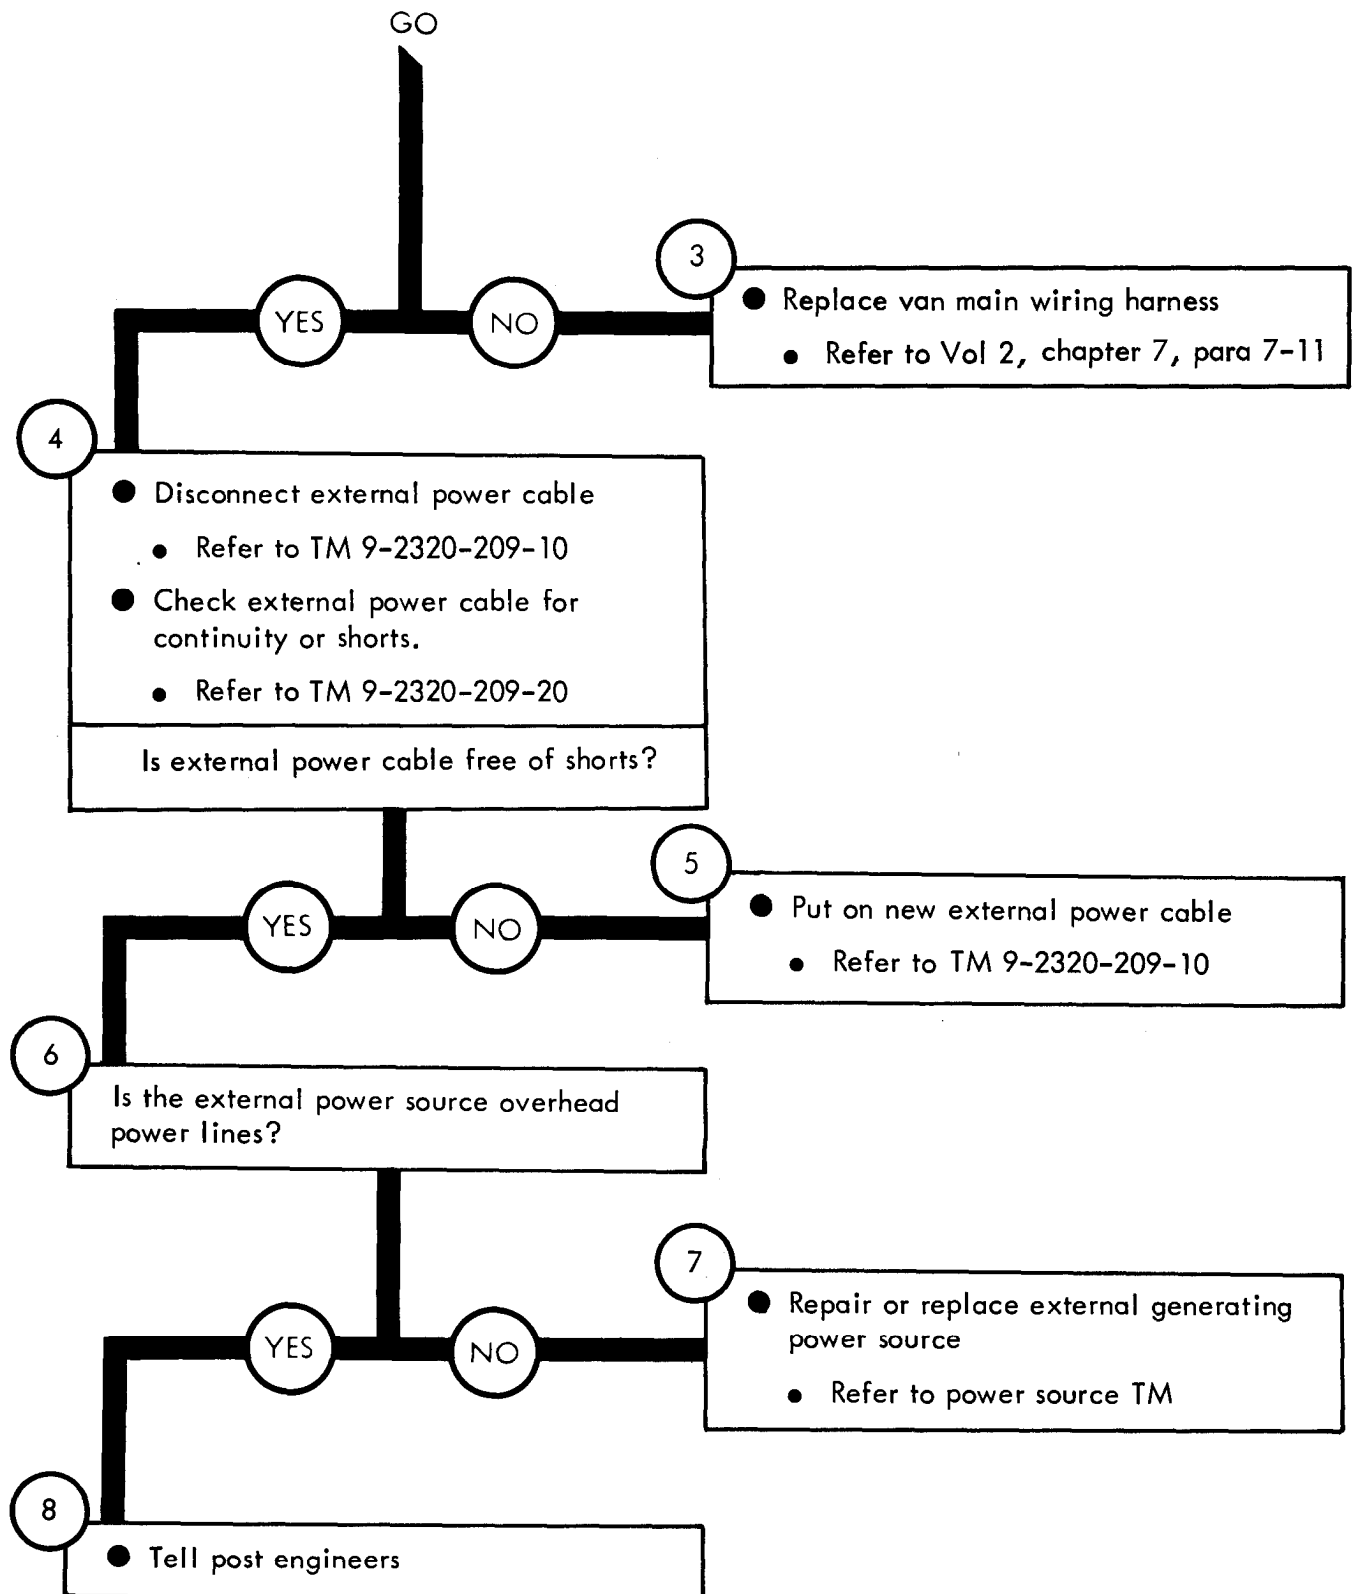 GO
YES
NO
3
● Replace van main wiring harness
● Refer to Vol 2, chapter 7, para 7-11
4
● Disconnect external power cable
● Refer to TM 9-2320-209-10
● Check external power cable for
continuity or shorts.
● Refer to TM 9-2320-209-20
Is external power cable free of shorts?
YES
NO
5
● Put on new external power cable
● Refer to TM 9-2320-209-10
6
Is the external power source overhead
power lines?
YES
NO
7
● Repair or replace external generating
power source
● Refer to power source TM
8
● Tell post engineers